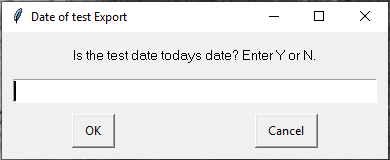 Date of test Export
Is the test date todays date? Enter Y or N.
OK
Cancel